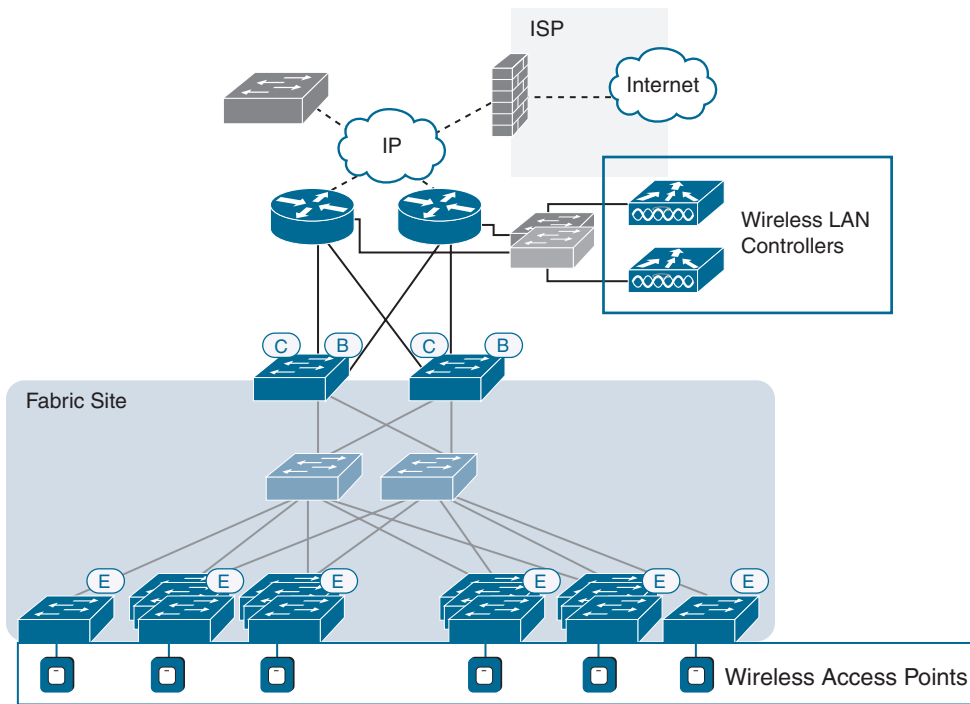 ISP
Internet
IP
Wireless LAN
Controllers
C
B
C
B
Fabric Site
E
E
E
E
E
E
Wireless Access Points